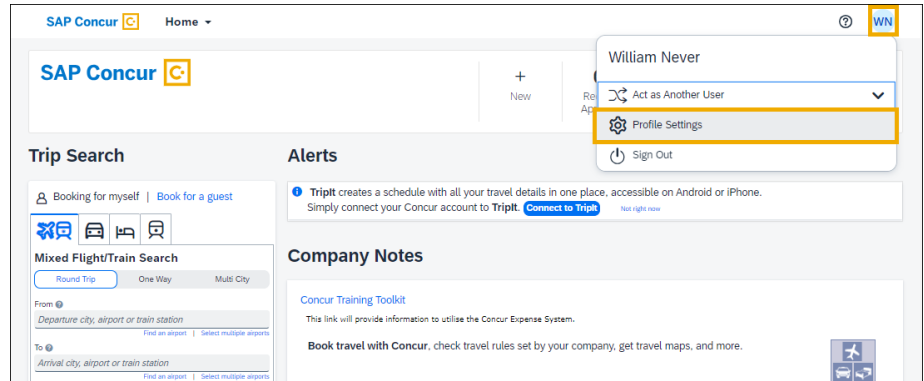 SAP Concur C. Home
WN
SAP Concur C.
+
New
William Never
Act as Another User
Profile Settings
Sign Out
Trip Search
Booking for myself | Book for a guest
Mixed Flight/Train Search
Round Trip One Way Multi City
From
Departure city, airport or train station
Find an airport | Select multiple airports
To
Arrival city, airport or train station
Find an airport | Select multiple airports
Alerts
TripIt creates a schedule with all your travel details in one place, accessible on Android or iPhone.
Simply connect your Concur account to TripIt. Connect to TripIt Not right now
Company Notes
Concur Training Toolkit
This link will provide information to utilise the Concur Expense System.
Book travel with Concur, check travel rules set by your company, get travel maps, and more.